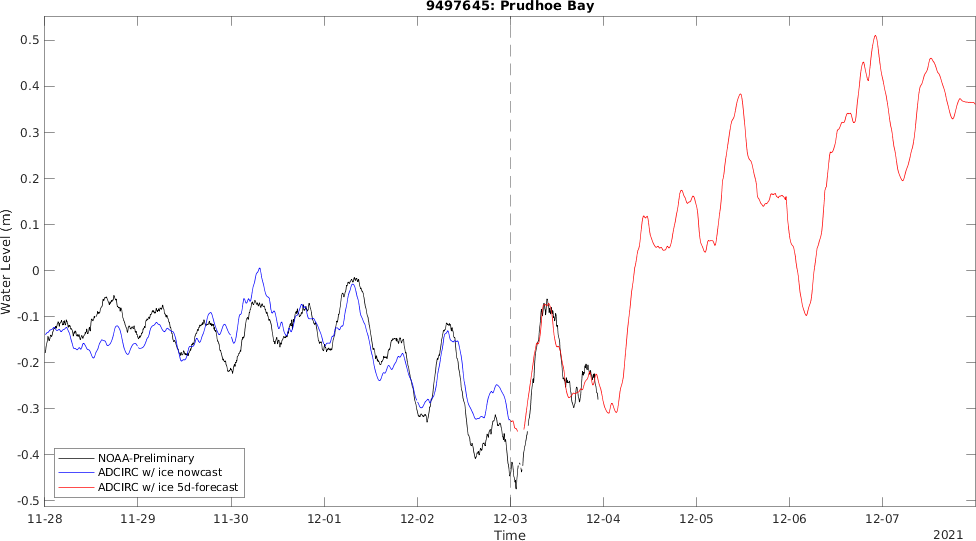 9497645: Prudhoe Bay
Water Level (m)
0.5
0.4
0.3
0.2
0.1
0
-0.1
-0.2
-0.3
-0.4
-0.5
NOAA-Preliminary
ADCIRC w/ ice nowcast
ADCIRC w/ ice 5d-forecast
11-28 11-29 11-30 12-01 12-02 12-03 12-04 12-05 12-06 12-07
Time
2021